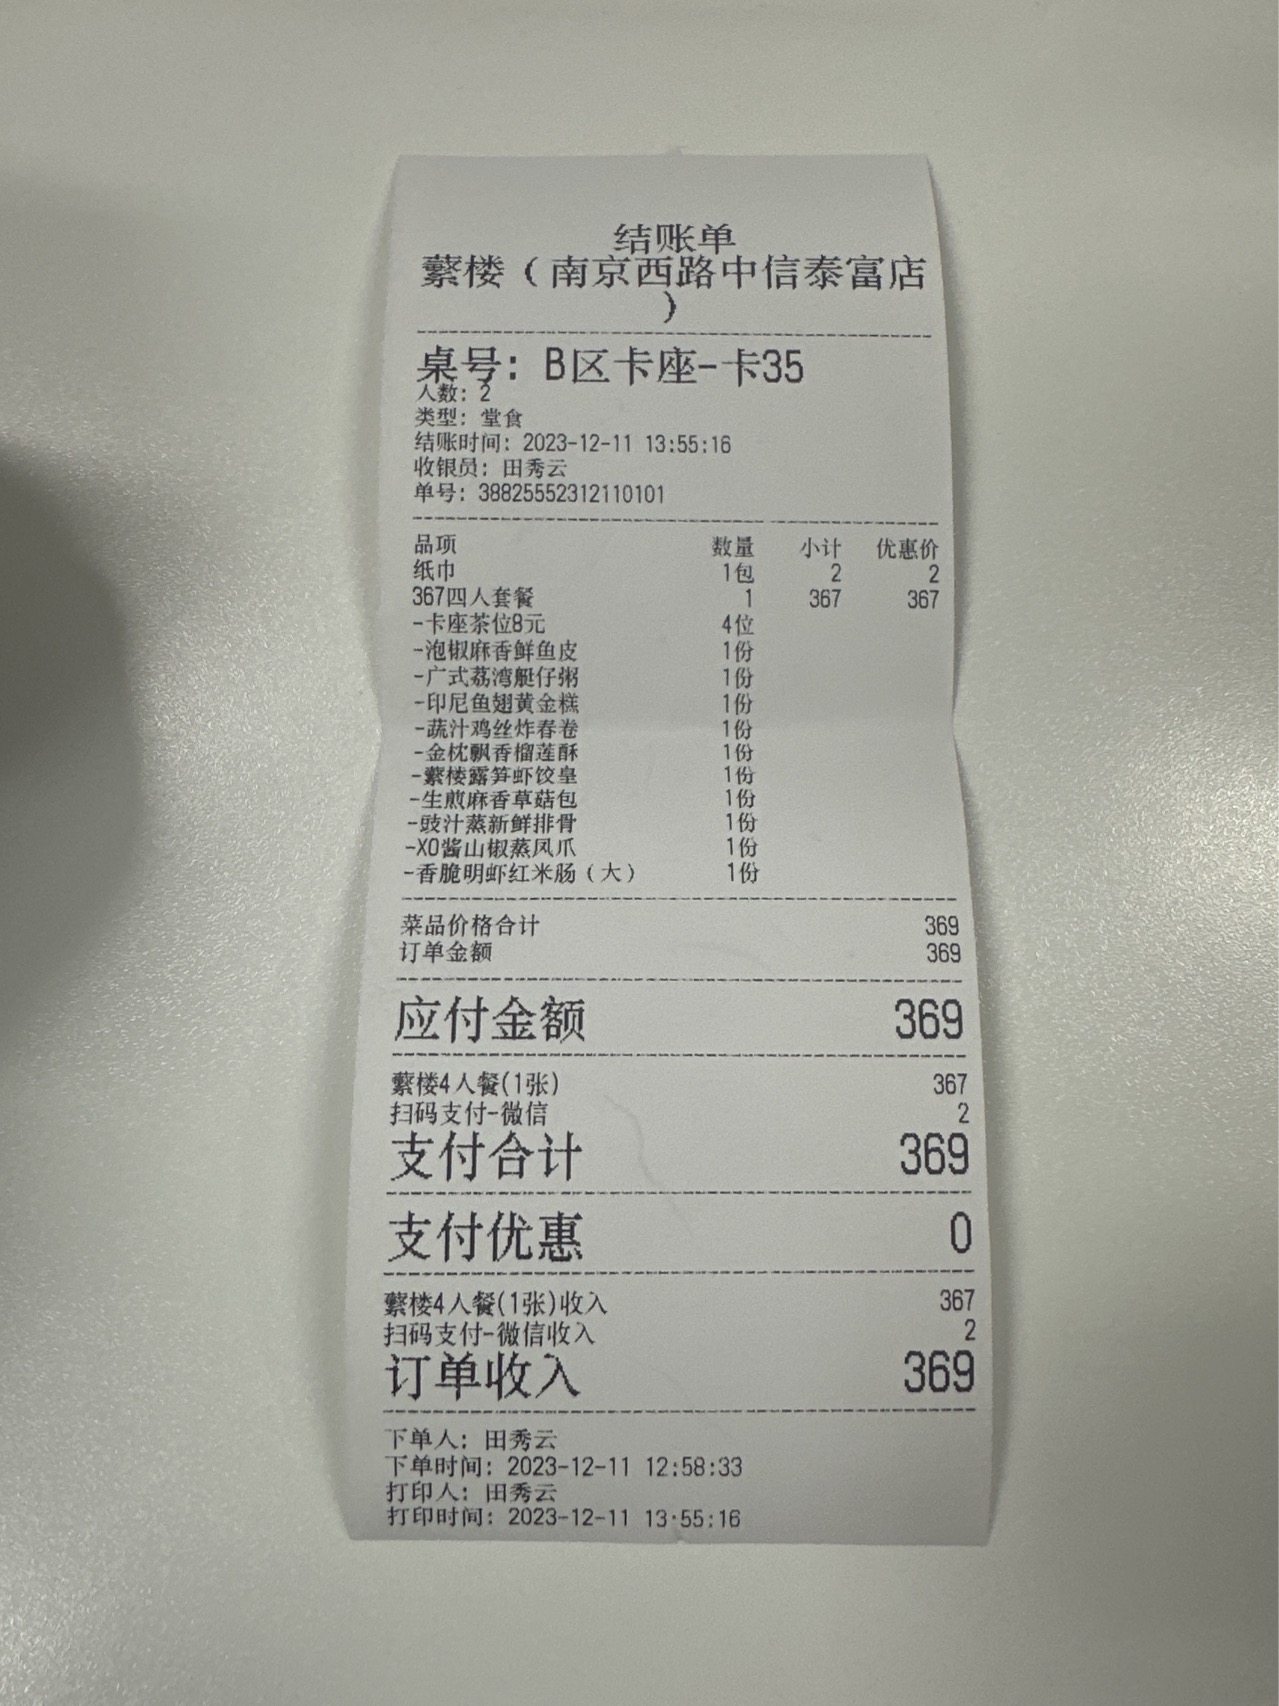 结账单
蘩楼（南京西路中信泰富店
）
桌号：B区卡座-卡35
人数：2
类型：堂食
结账时间：2023-12-11 13:55:16
收银员：田秀云
单号：38825552312110101
品项 数量 小计 优惠价
纸巾 1包 2 2
367四人套餐 1 367 367
-卡座茶位8元 4位
-泡椒麻香鲜鱼皮 1份
-广式荔湾艇仔粥 1份
-印尼鱼翅黄金糕 1份
-蔬汁鸡丝炸春卷 1份
-金枕飘香榴莲酥 1份
-蘩楼露笋虾饺皇 1份
-生煎麻香草菇包 1份
-豉汁蒸新鲜排骨 1份
-XO酱山椒蒸凤爪 1份
-香脆明虾红米肠（大） 1份
菜品价格合计 369
订单金额 369
应付金额 369
蘩楼4人餐(1张) 367
扫码支付-微信 2
支付合计 369
支付优惠 0
蘩楼4人餐(1张)收入 367
扫码支付-微信收入 2
订单收入 369
下单人：田秀云
下单时间：2023-12-11 12:58:33
打印人：田秀云
打印时间：2023-12-11 13:55:16